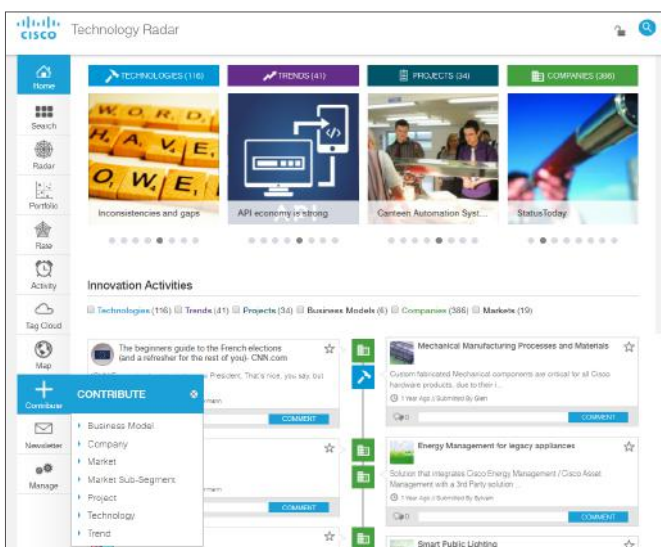 CISCO
Technology Radar
Home
Search
Radar
Portfolio
Rate
Activity
Tag Cloud
Map
Contribute
Newsletter
Manage
TECHNOLOGIES (116)
TRENDS (41)
PROJECTS (34)
COMPANIES (386)
WORD,
HAVE,
OWE,
API
Inconsistencies and gaps
API economy is strong
Canteen Automation Syst...
StatusToday
Innovation Activities
Technologies (116) Trends (41) Projects (34) Business Models (6) Companies (386) Markets (19)
The beginners guide to the French elections
(and a refresher for the rest of you)- CNN.com
President, That's nice, you say, but
COMMENT
COMMENT
CONTRIBUTE
Business Model
Company
Market
Market Sub-Segment
Project
Technology
Trend
Mechanical Manufacturing Processes and Materials
Custom fabricated Mechanical components are critical for all Cisco
hardware products, due to their i...
1 Year Ago // Submitted By Glen
0
COMMENT
Energy Management for legacy appliances
Solution that integrates Cisco Energy Management / Cisco Asset
Management with a 3rd Party solution ...
1 Year Ago // Submitted By Sylvain
0
COMMENT
Smart Public Lighting